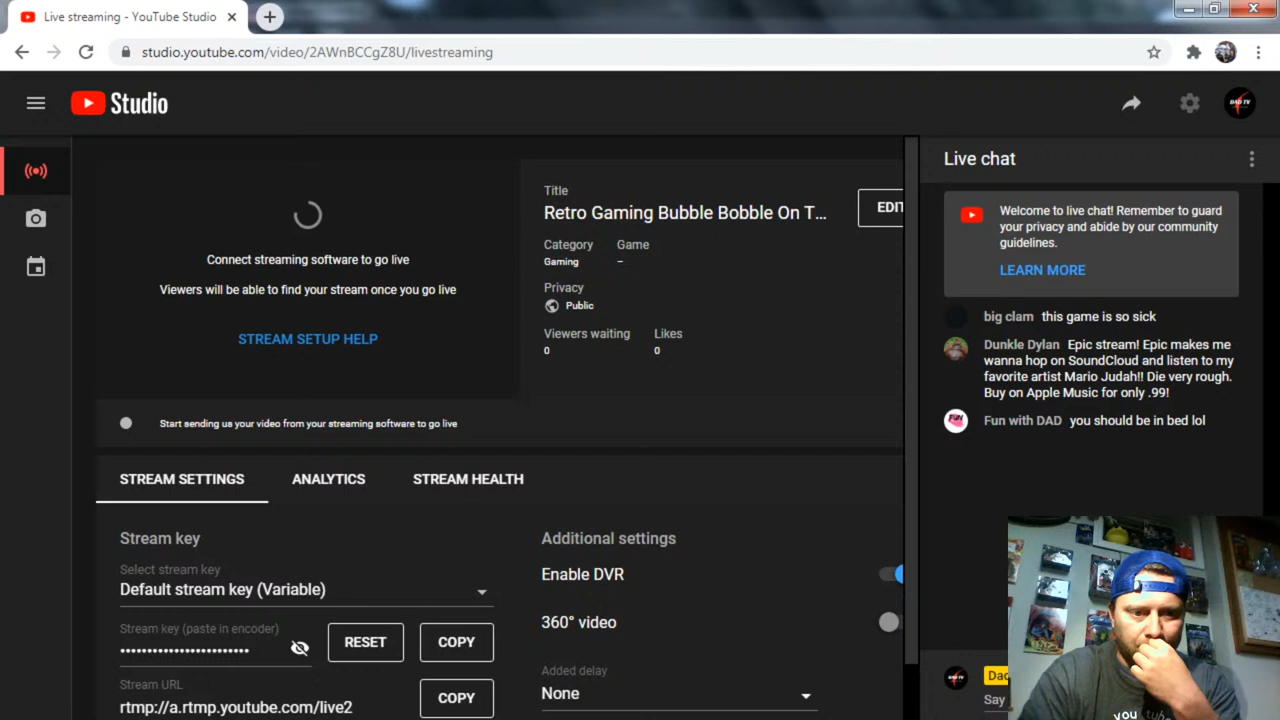 Live streaming - YouTube Studio
studio.youtube.com/video/2AWnBCCgZ8U/livestreaming
Studio
DAD TV
Connect streaming software to go live
Viewers will be able to find your stream once you go live
STREAM SETUP HELP
Title
Retro Gaming Bubble Bobble On T...
EDIT
Category
Game
Gaming
–
Privacy
Public
Viewers waiting
Likes
0
0
Start sending us your video from your streaming software to go live
STREAM SETTINGS
ANALYTICS
STREAM HEALTH
Stream key
Select stream key
Default stream key (Variable)
Stream key (paste in encoder)
••••••••••••••••••••••••
RESET
COPY
Stream URL
rtmp://a.rtmp.youtube.com/live2
COPY
Additional settings
Enable DVR
360° video
Added delay
None
Live chat
Welcome to live chat! Remember to guard
your privacy and abide by our community
guidelines.
LEARN MORE
big clam this game is so sick
Dunkle Dylan Epic stream! Epic makes me
wanna hop on SoundCloud and listen to my
favorite artist Mario Judah!! Die very rough.
Buy on Apple Music for only .99!
Fun with DAD you should be in bed lol
Dad
Say
you tube